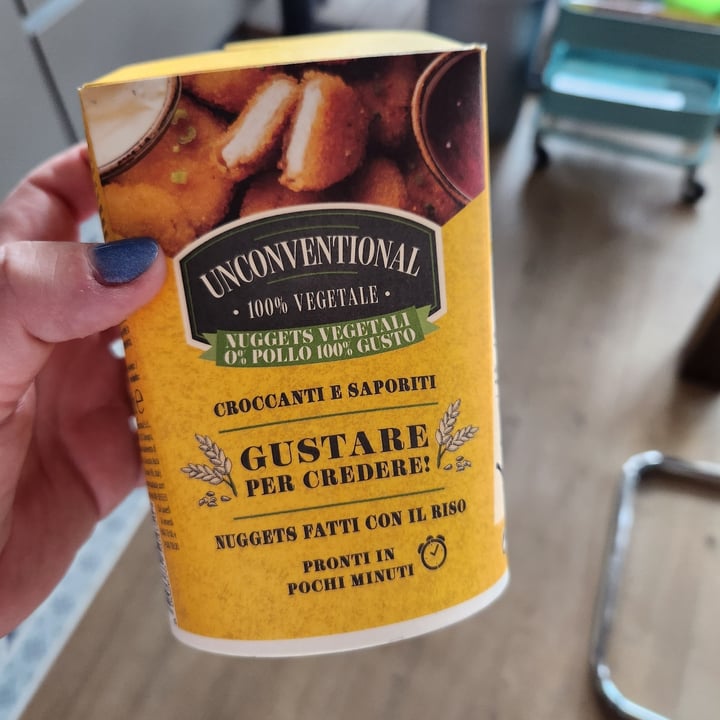 UNCONVENTIONAL
• 100% VEGETALE •
NUGGETS VEGETALI
0% POLLO 100% GUSTO
CROCCANTI E SAPORITI
GUSTARE
PER CREDERE!
NUGGETS FATTI CON IL RISO
PRONTI IN
POCHI MINUTI